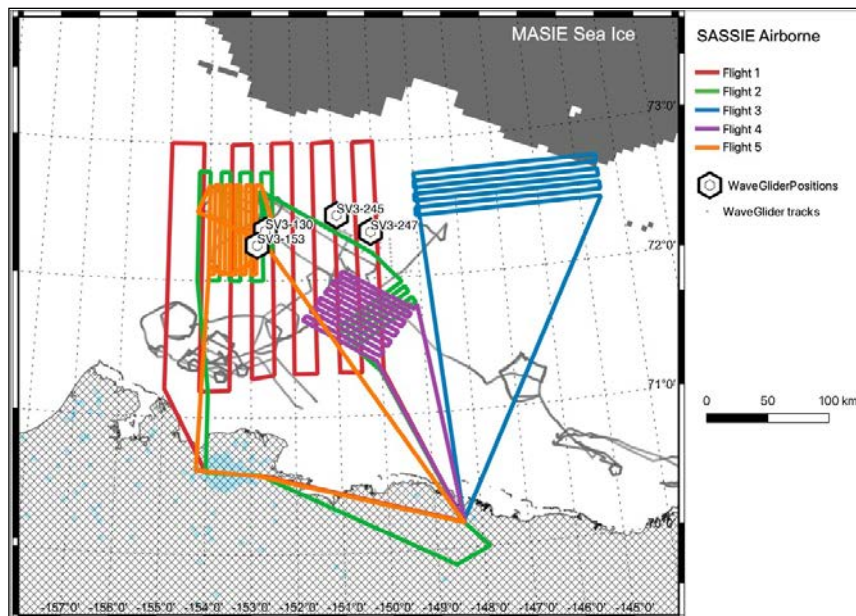 MASIE Sea Ice
73°0'
72°0'
71°0'
70°0'
SV3-245
SV3-130
SV3-247
SV3-153
-157°0' -156°0' -155°0' -154°0' -153°0' -152°0' -151°0' -150°0' -149°0' -148°0' -147°0' -146°0' -145°0'
SASSIE Airborne
Flight 1
Flight 2
Flight 3
Flight 4
Flight 5
WaveGliderPositions
WaveGlider tracks
0 50 100 km